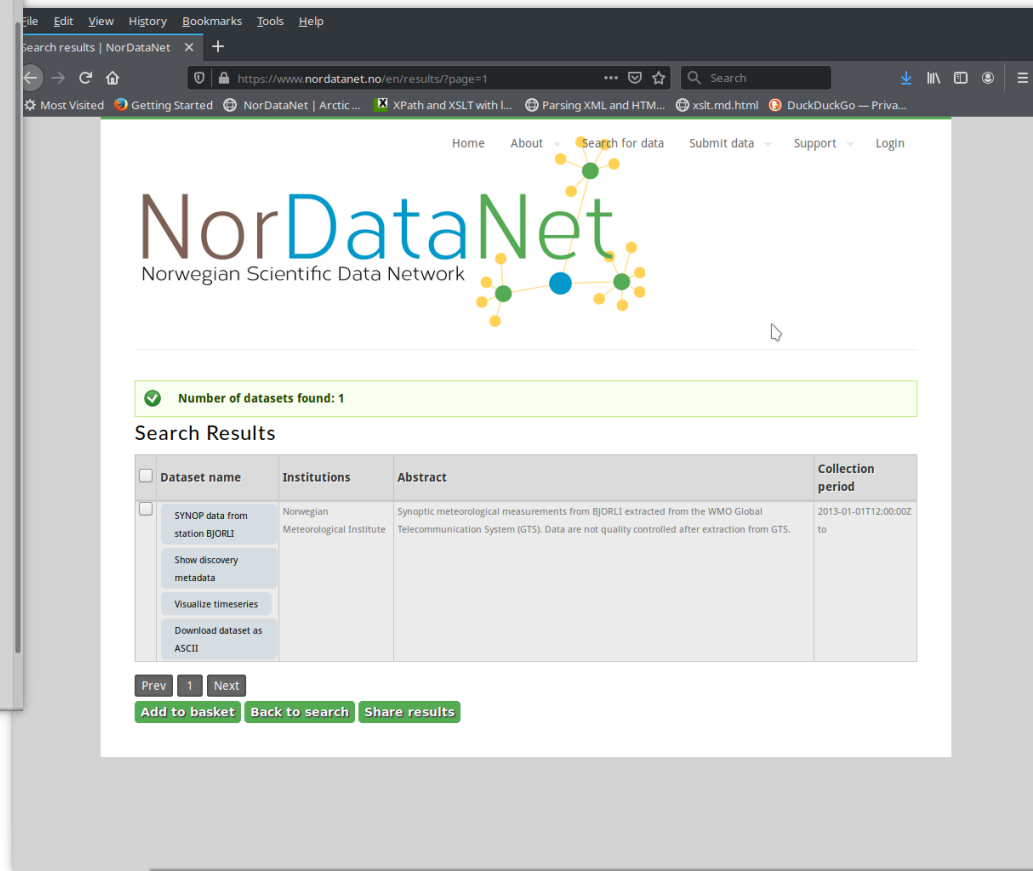 File Edit View History Bookmarks Tools Help
Search results | NorDataNet
https://www.nordatanet.no/en/results/?page=1
Search
Most Visited Getting Started NorDataNet | Arctic ... XPath and XSLT with l... Parsing XML and HTM... xslt.md.html DuckDuckGo — Priva...
Home About Search for data Submit data Support Login
NorDataNet
Norwegian Scientific Data Network
Number of datasets found: 1
Search Results
Dataset name Institutions Abstract Collection period
SYNOP data from
station BJORLI
Show discovery
metadata
Visualize timeseries
Download dataset as
ASCII
Norwegian
Meteorological Institute
Synoptic meteorological measurements from BJORLI extracted from the WMO Global
Telecommunication System (GTS). Data are not quality controlled after extraction from GTS.
2013-01-01T12:00:00Z
to
Prev 1 Next
Add to basket Back to search Share results